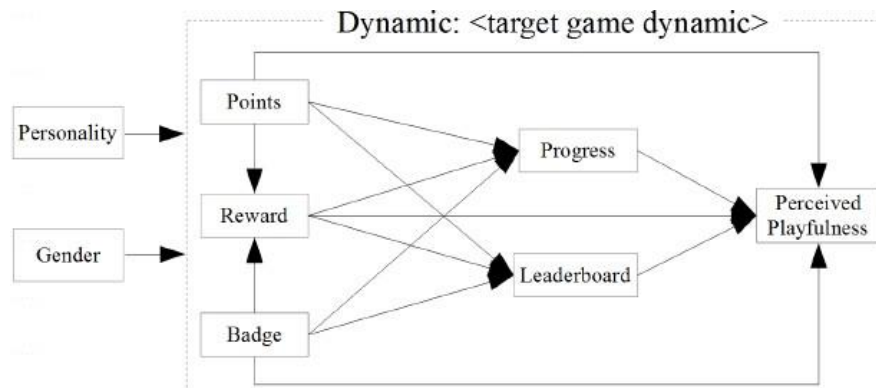 Dynamic: <target game dynamic>
Points
Personality
Progress
Reward
Perceived
Playfulness
Gender
Leaderboard
Badge